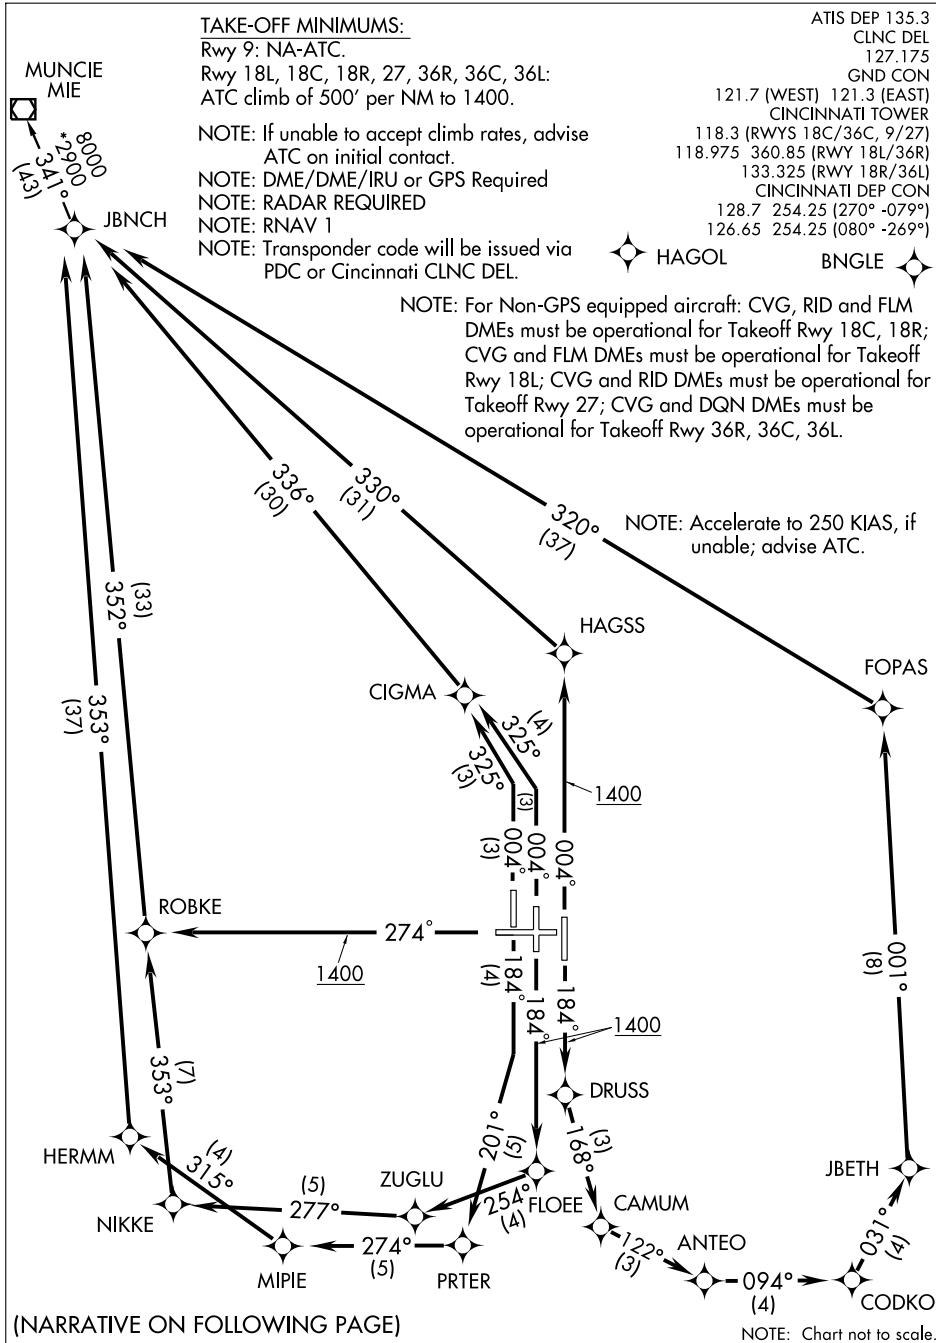 TAKE-OFF MINIMUMS:
Rwy 9: NA-ATC.
Rwy 18L, 18C, 18R, 27, 36R, 36C, 36L:
ATC climb of 500' per NM to 1400.
NOTE: If unable to accept climb rates, advise
ATC on initial contact.
NOTE: DME/DME/IRU or GPS Required
NOTE: RADAR REQUIRED
NOTE: RNAV 1
NOTE: Transponder code will be issued via
PDC or Cincinnati CLNC DEL.
ATIS DEP 135.3
CLNC DEL
127.175
GND CON
121.7 (WEST) 121.3 (EAST)
CINCINNATI TOWER
118.3 (RWYS 18C/36C, 9/27)
118.975 360.85 (RWY 18L/36R)
133.325 (RWY 18R/36L)
CINCINNATI DEP CON
128.7 254.25 (270° -079°)
126.65 254.25 (080° -269°)
MUNCIE
MIE
8000
*2900
341°
(43)
JBNCH
HAGOL
BNGLE
NOTE: For Non-GPS equipped aircraft: CVG, RID and FLM
DMEs must be operational for Takeoff Rwy 18C, 18R;
CVG and FLM DMEs must be operational for Takeoff
Rwy 18L; CVG and RID DMEs must be operational for
Takeoff Rwy 27; CVG and DQN DMEs must be
operational for Takeoff Rwy 36R, 36C, 36L.
336°
(30)
330°
(31)
320°
(37)
NOTE: Accelerate to 250 KIAS, if
unable; advise ATC.
352°
(33)
353°
(37)
HAGSS
CIGMA
FOPAS
325°
(4)
325°
(3)
(3)
1400
004°
(3)
004°
004°
ROBKE
274°
1400
184°
(4)
184°
184°
1400
001°
(8)
353°
(7)
DRUSS
201°
(5)
168°
(3)
HERMM
315°
(4)
ZUGLU
254°
(4)
FLOEE
JBETH
NIKKE
277°
(5)
CAMUM
122°
(3)
ANTEO
031°
(4)
MIPIE
274°
(5)
PRTER
094°
(4)
CODKO
(NARRATIVE ON FOLLOWING PAGE)
NOTE: Chart not to scale.